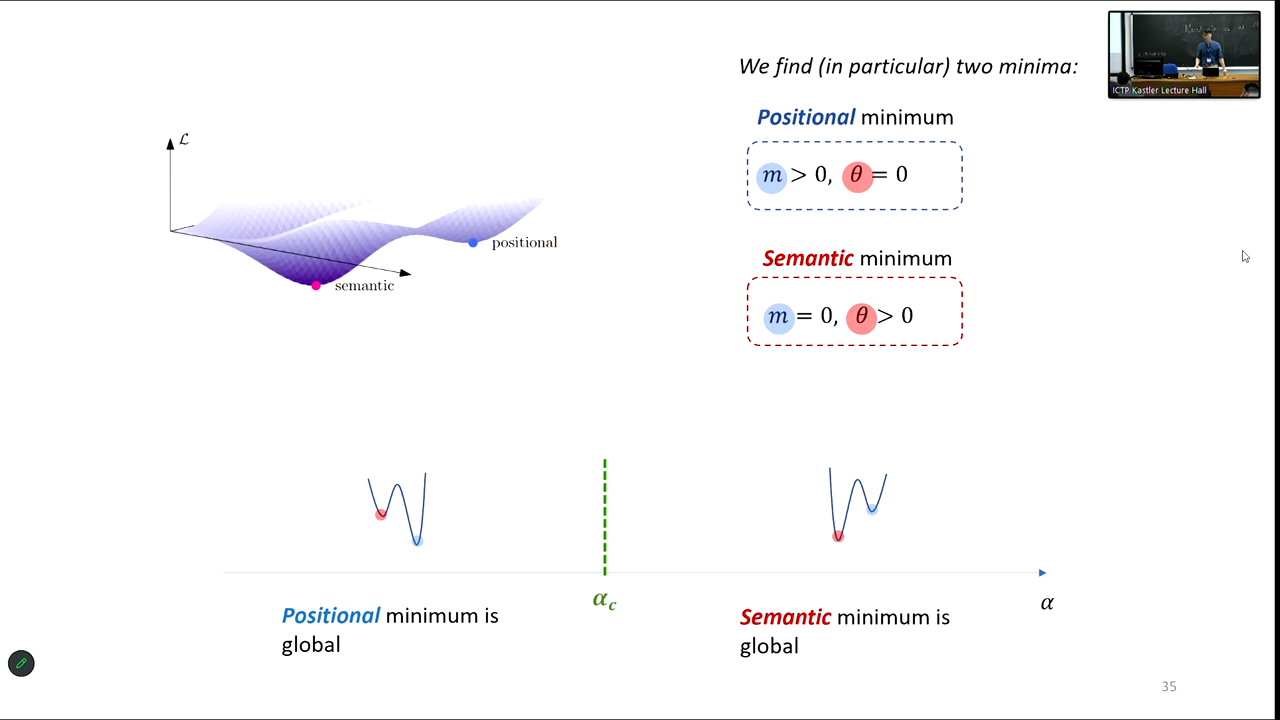 We find (in particular) two minima:
ICTP Kastler Lecture Hall
Positional minimum
m > 0, θ = 0
Semantic minimum
m = 0, θ > 0
ℒ
positional
semantic
α_c
α
Positional minimum is
global
Semantic minimum is
global
35